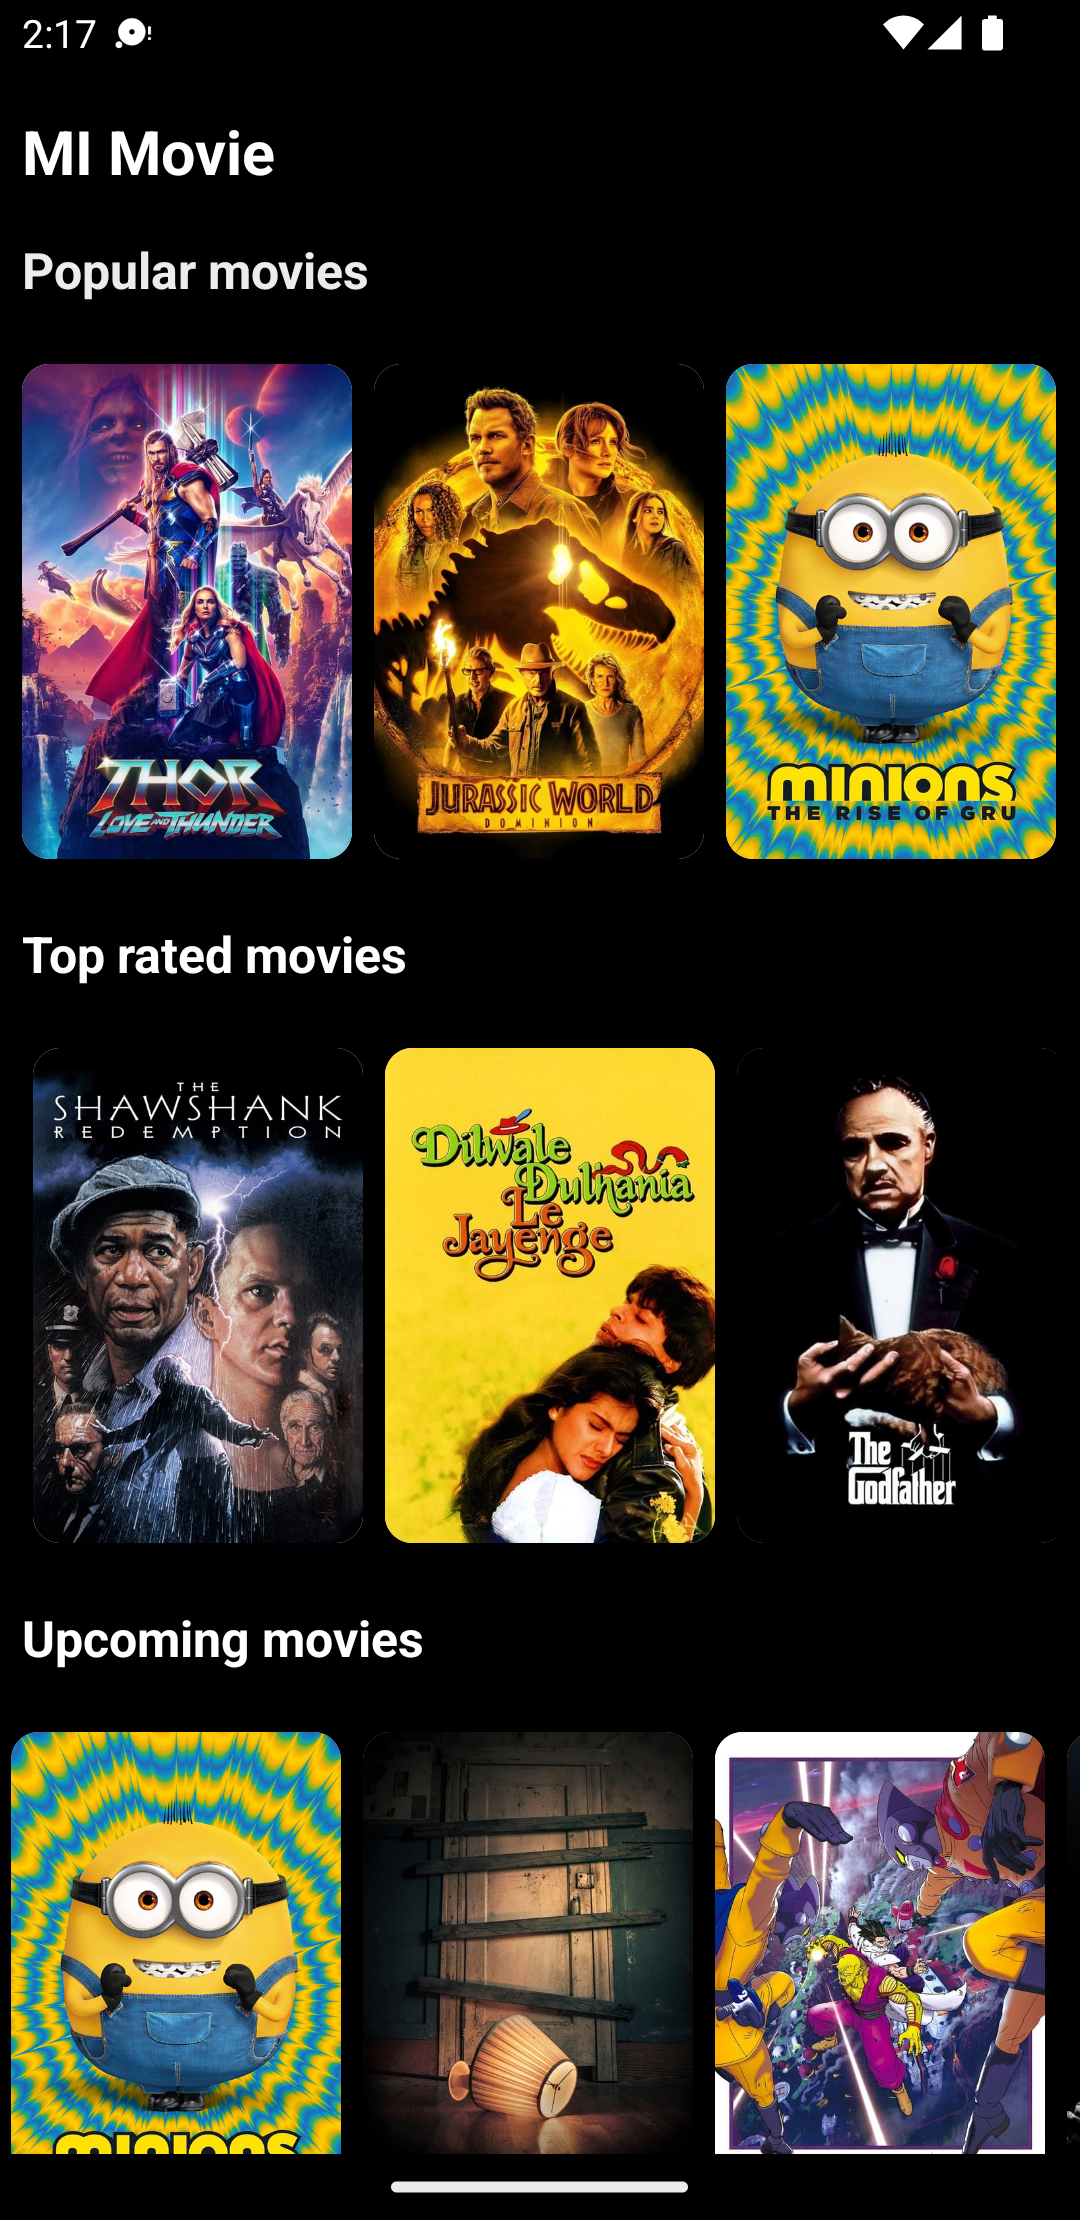 2:17
MI Movie
Popular movies
THOR
LOVE AND THUNDER
JURASSIC WORLD
DOMINION
minions
THE RISE OF GRU
Top rated movies
THE
SHAWSHANK
REDEMPTION
Dilwale
Dulhania
Le
Jayenge
The
Godfather
Upcoming movies
minions